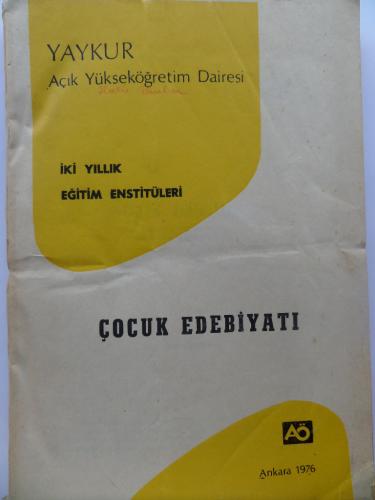 YAYKUR
Açık Yükseköğretim Dairesi
İKİ YILLIK
EĞİTİM ENSTİTÜLERİ
ÇOCUK EDEBİYATI
AÖ
Ankara 1976